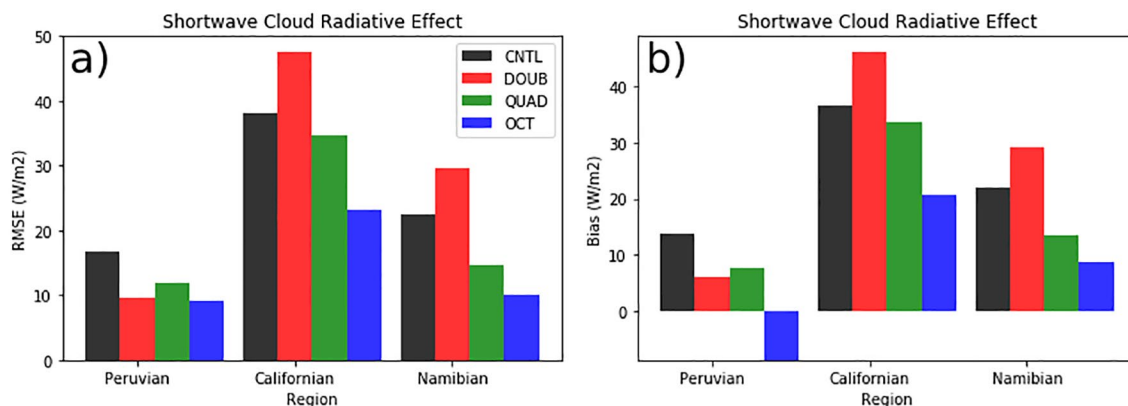 Shortwave Cloud Radiative Effect
a)
50
40
30
20
10
0
RMSE (W/m2)
CNTL
DOUB
QUAD
OCT
Peruvian Californian Namibian
Region
Shortwave Cloud Radiative Effect
b)
40
30
20
10
0
Bias (W/m2)
Peruvian Californian Namibian
Region